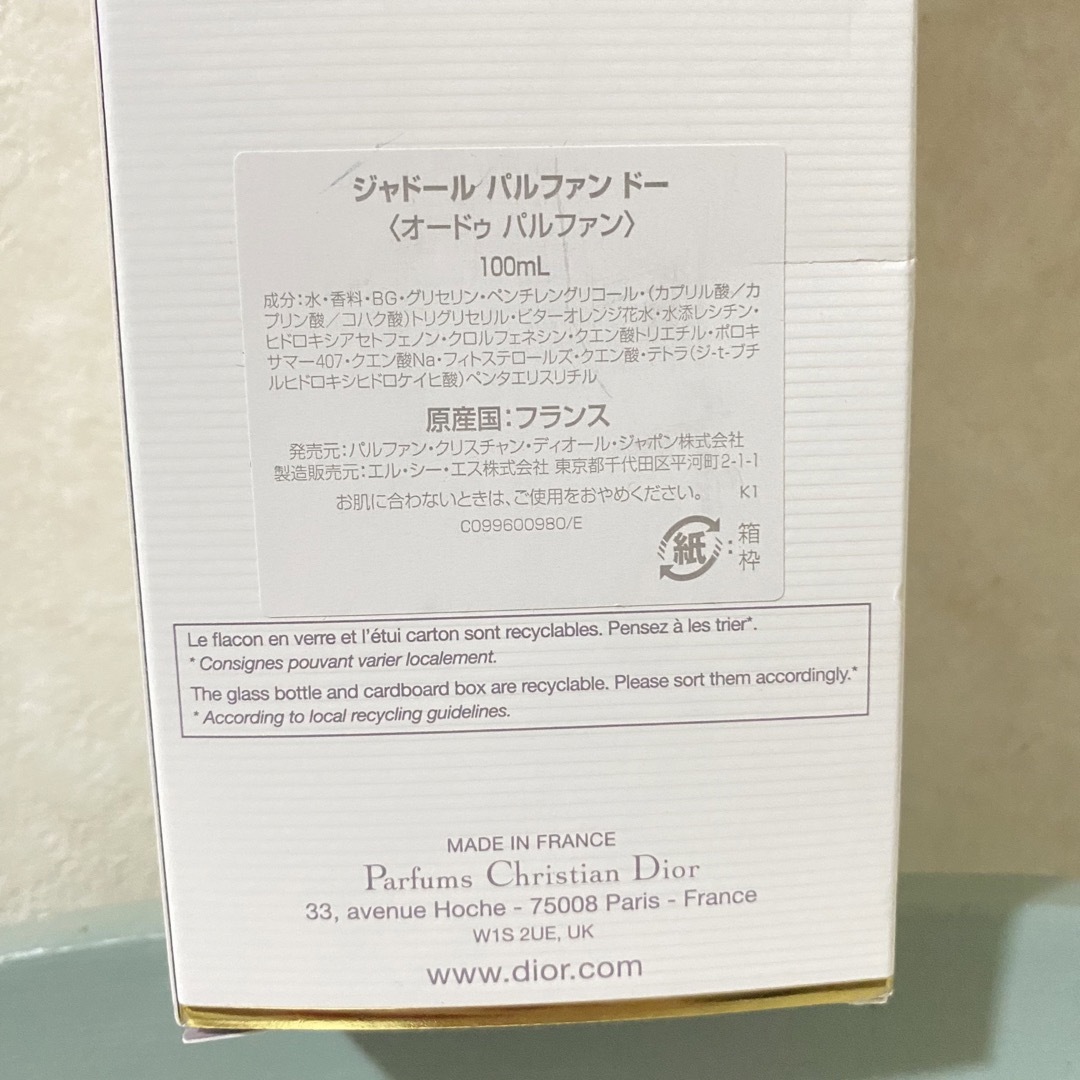 ジャドール パルファン ドー
〈オードゥ パルファン〉
100mL
成分：水・香料・BG・グリセリン・ペンチレングリコール・（カプリル酸／カ
プリン酸／コハク酸）トリグリセリル・ビターオレンジ花水・水添レシチン・
ヒドロキシアセトフェノン・クロルフェネシン・クエン酸トリエチル・ポロキ
サマー407・クエン酸Na・フィトステロールズ・クエン酸・テトラ（ジ-t-ブチ
ルヒドロキシヒドロケイヒ酸）ペンタエリスリチル
原産国：フランス
発売元：パルファン・クリスチャン・ディオール・ジャポン株式会社
製造販売元：エル・シー・エス株式会社 東京都千代田区平河町2-1-1
お肌に合わないときは、ご使用をおやめください。 K1
C099600980/E
紙：箱
枠
Le flacon en verre et l'étui carton sont recyclables. Pensez à les trier*.
* Consignes pouvant varier localement.
The glass bottle and cardboard box are recyclable. Please sort them accordingly.*
* According to local recycling guidelines.
MADE IN FRANCE
Parfums Christian Dior
33, avenue Hoche - 75008 Paris - France
W1S 2UE, UK
www.dior.com